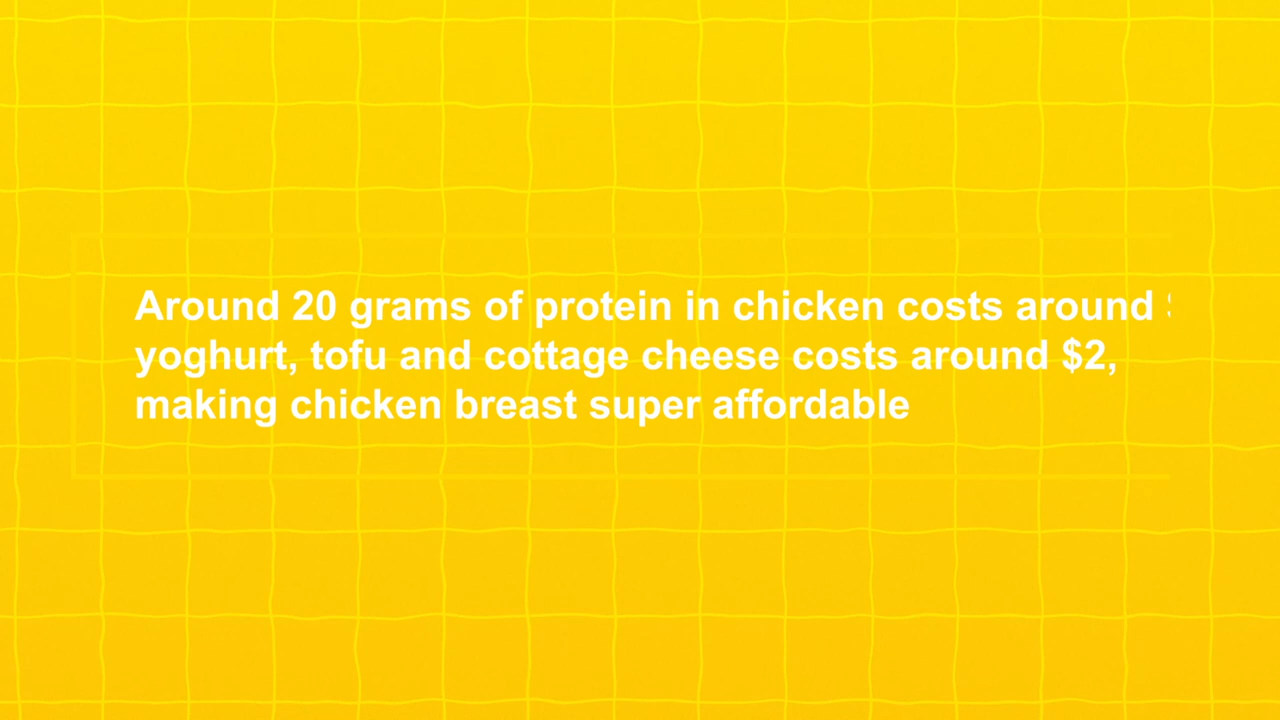 Around 20 grams of protein in chicken costs around
yoghurt, tofu and cottage cheese costs around $2,
making chicken breast super affordable